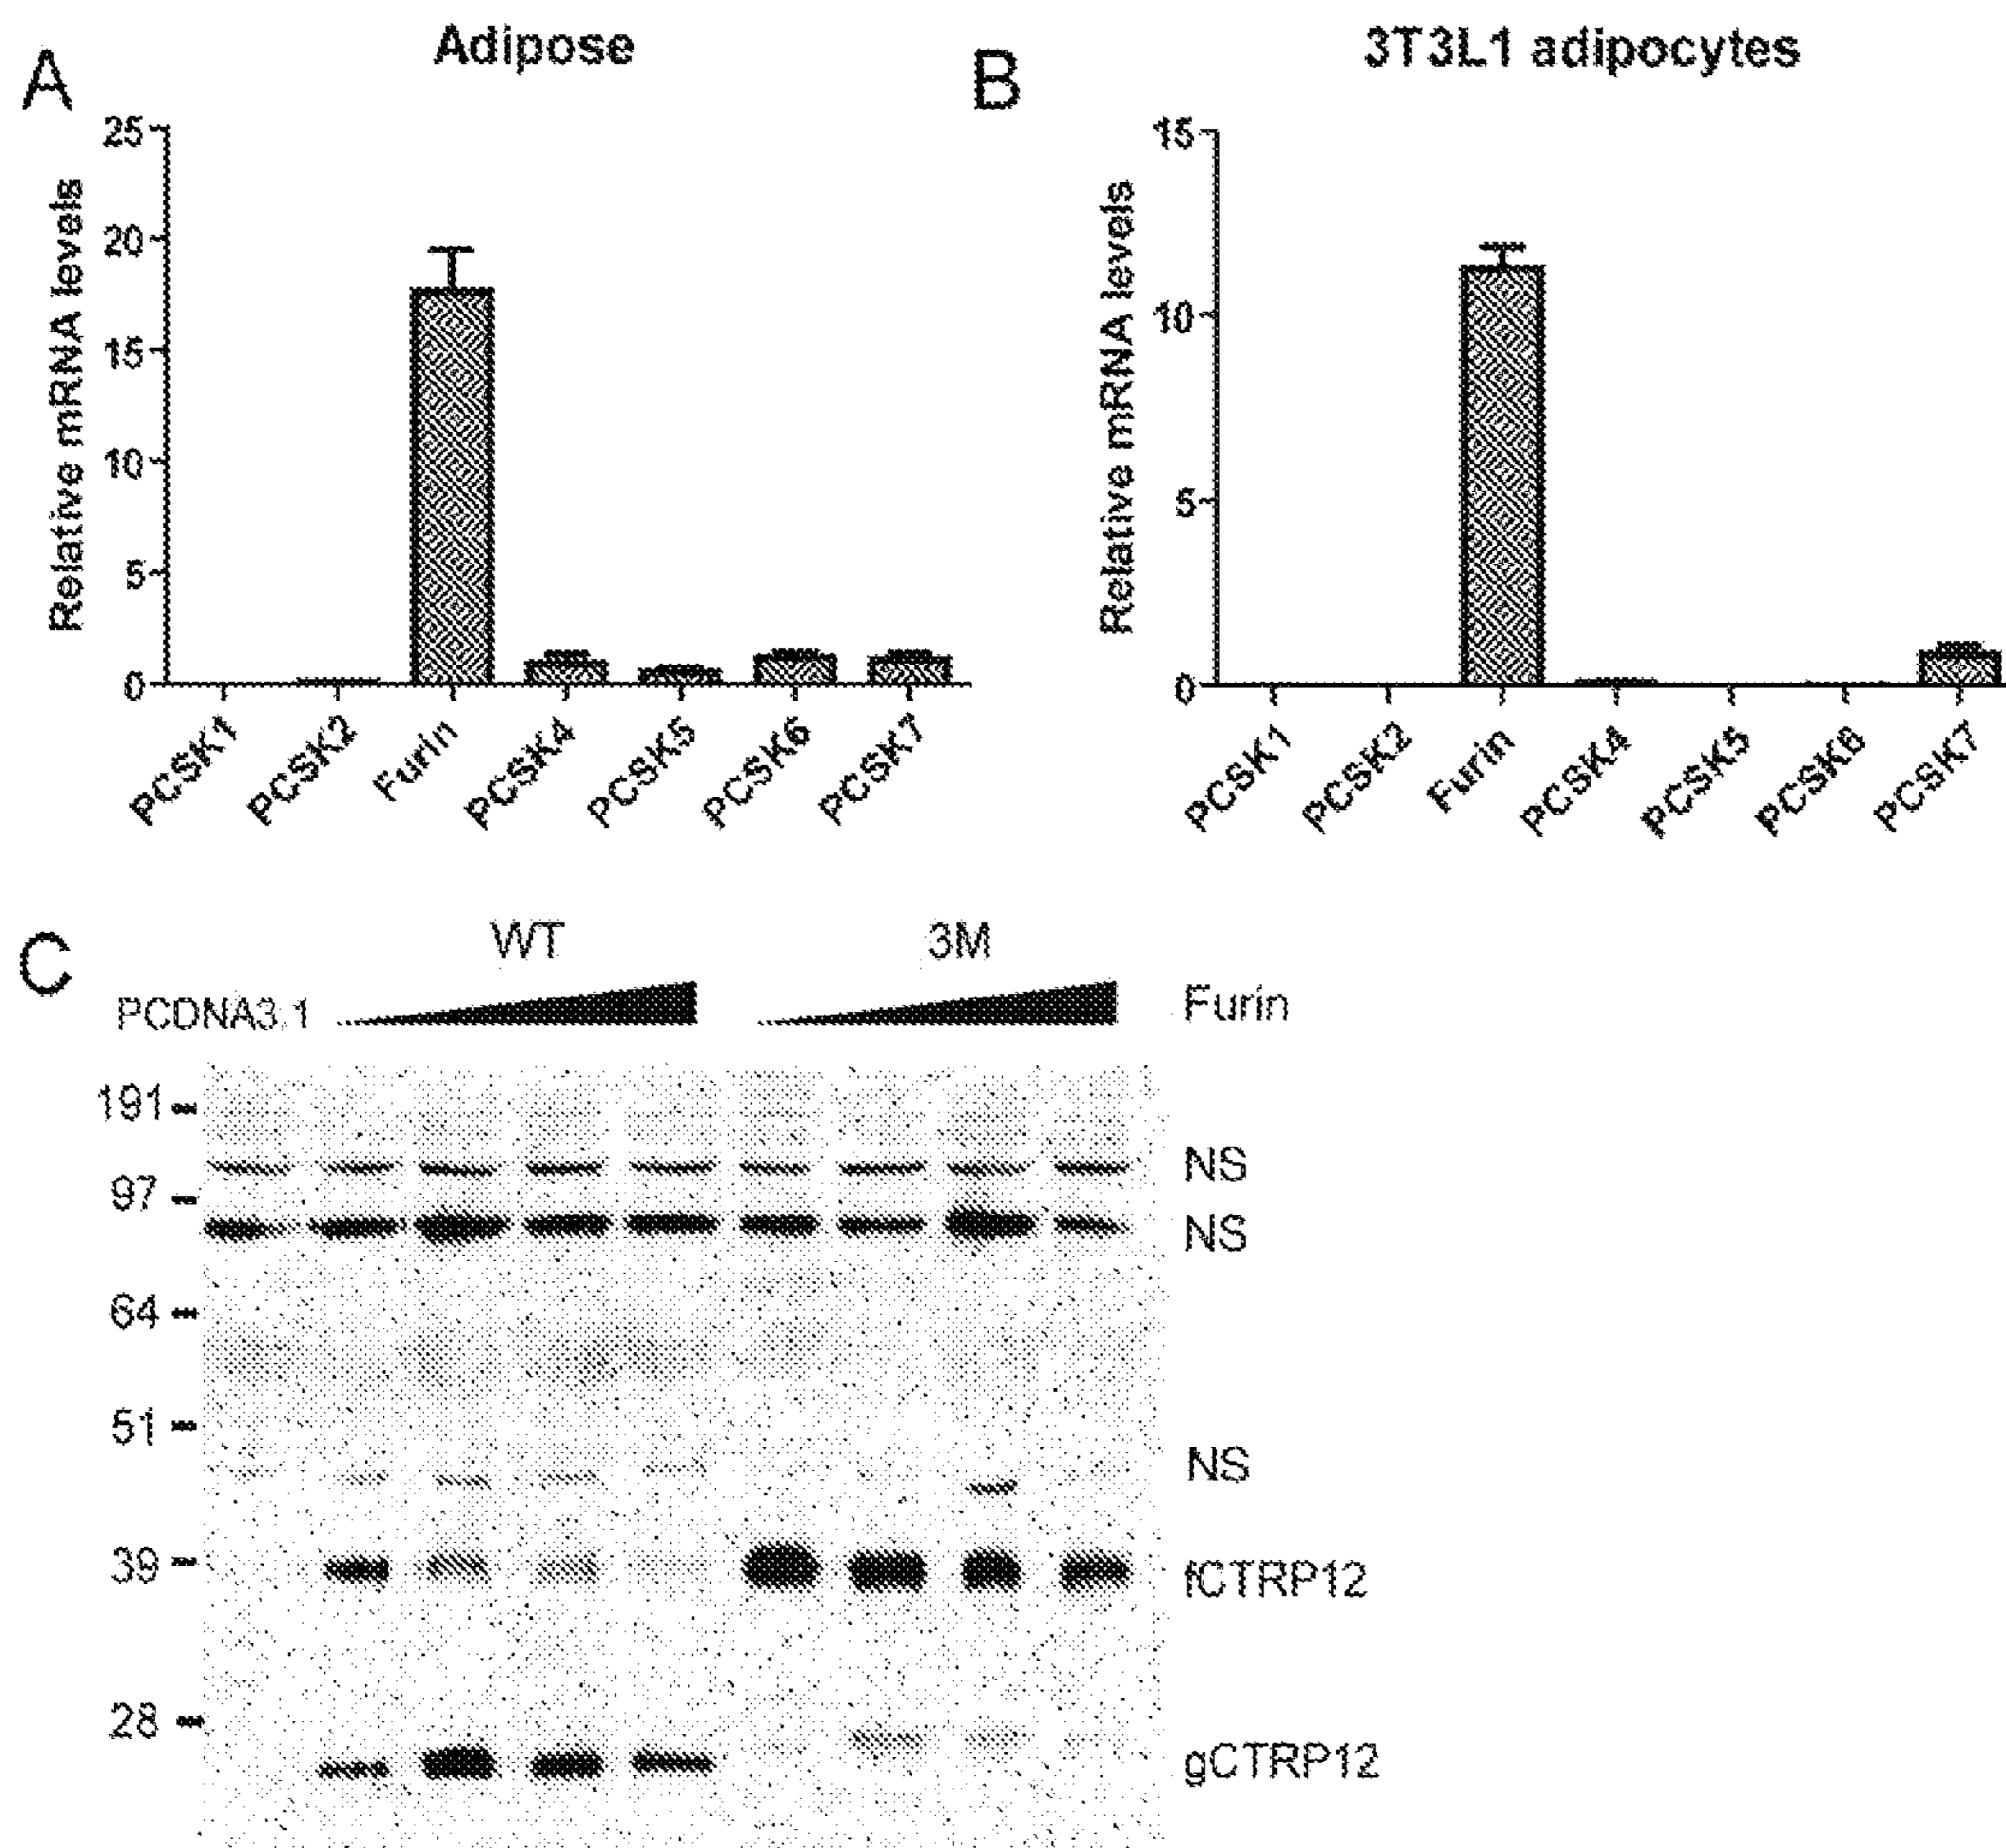 A
Adipose
Relative mRNA levels
25
20
15
10
5
0
PCSK1
PCSK2
Furin
PCSK4
PCSK5
PCSK6
PCSK7
B
3T3L1 adipocytes
Relative mRNA levels
15
10
5
0
PCSK1
PCSK2
Furin
PCSK4
PCSK5
PCSK6
PCSK7
C
WT
3M
PCDNA3.1
Furin
191
97
64
51
39
28
NS
NS
NS
fCTRP12
gCTRP12